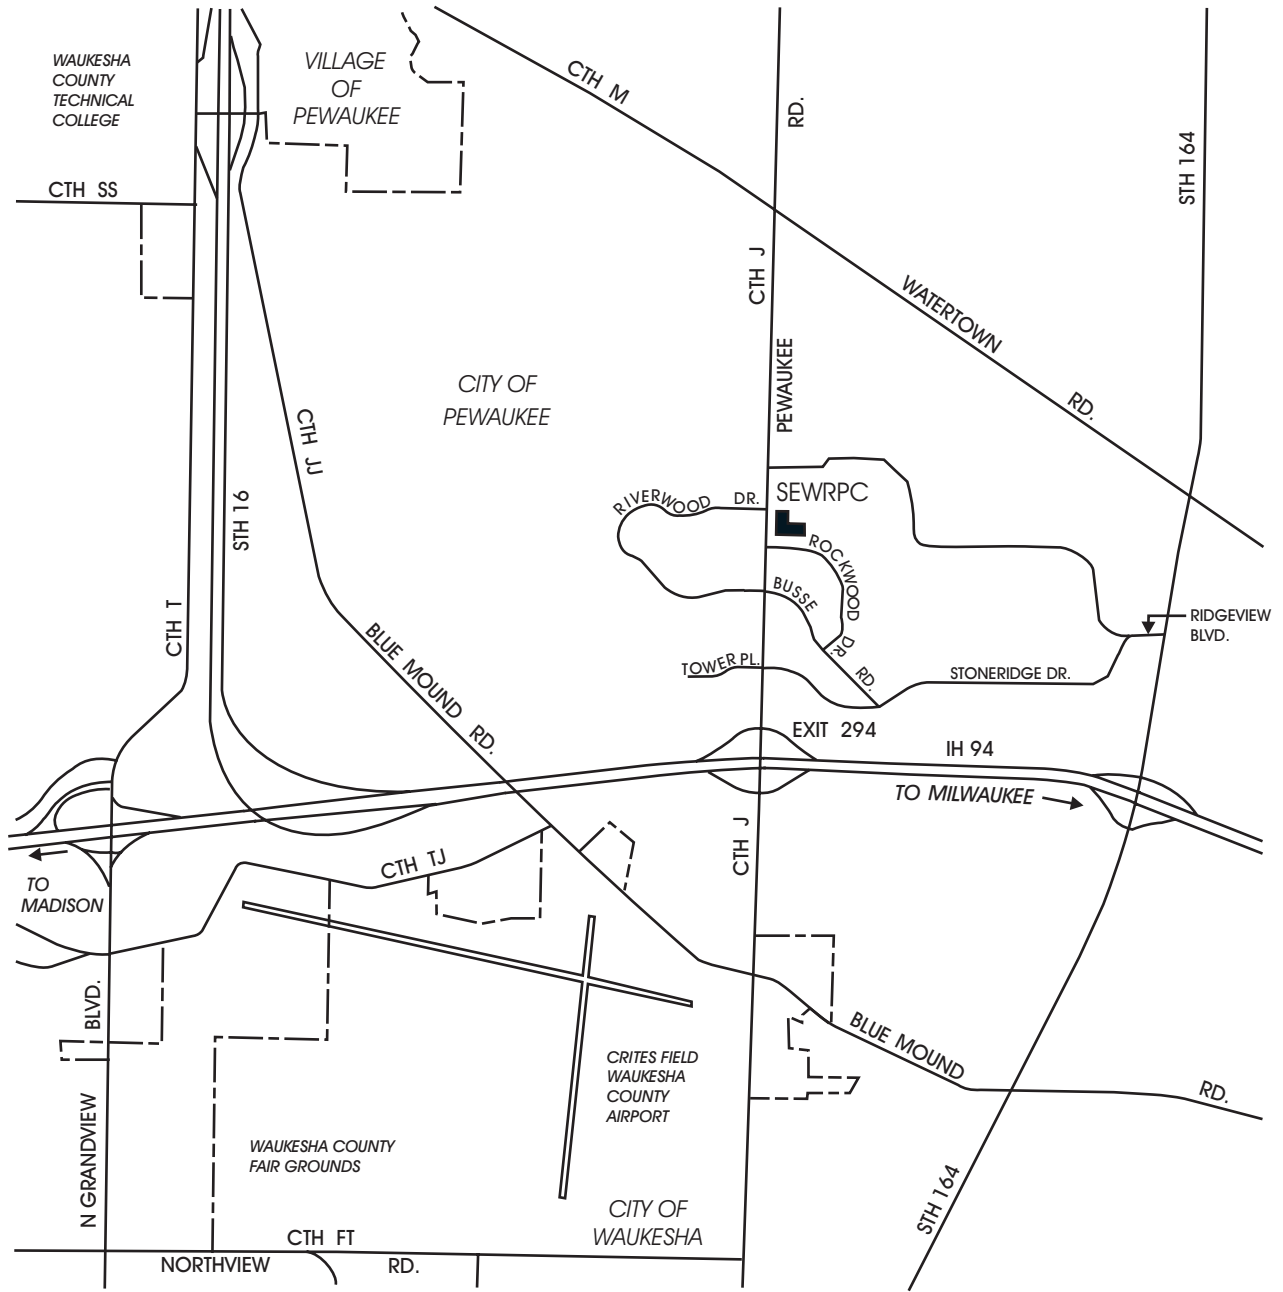 WAUKESHA
COUNTY
TECHNICAL
COLLEGE
VILLAGE
OF
PEWAUKEE
CTH M
RD.
STH 164
CTH SS
CTH J
WATERTOWN
RD.
PEWAUKEE
CITY OF
PEWAUKEE
CTH JJ
STH 16
SEWRPC
RIVERWOOD DR.
ROCKWOOD DR.
BUSSE RD.
CTH T
RIDGEVIEW
BLVD.
BLUE MOUND RD.
TOWER PL.
STONERIDGE DR.
EXIT 294
IH 94
TO MILWAUKEE
CTH J
CTH TJ
TO
MADISON
BLVD.
N GRANDVIEW
BLUE MOUND
RD.
CRITES FIELD
WAUKESHA
COUNTY
AIRPORT
WAUKESHA COUNTY
FAIR GROUNDS
CITY OF
WAUKESHA
STH 164
CTH FT
NORTHVIEW RD.